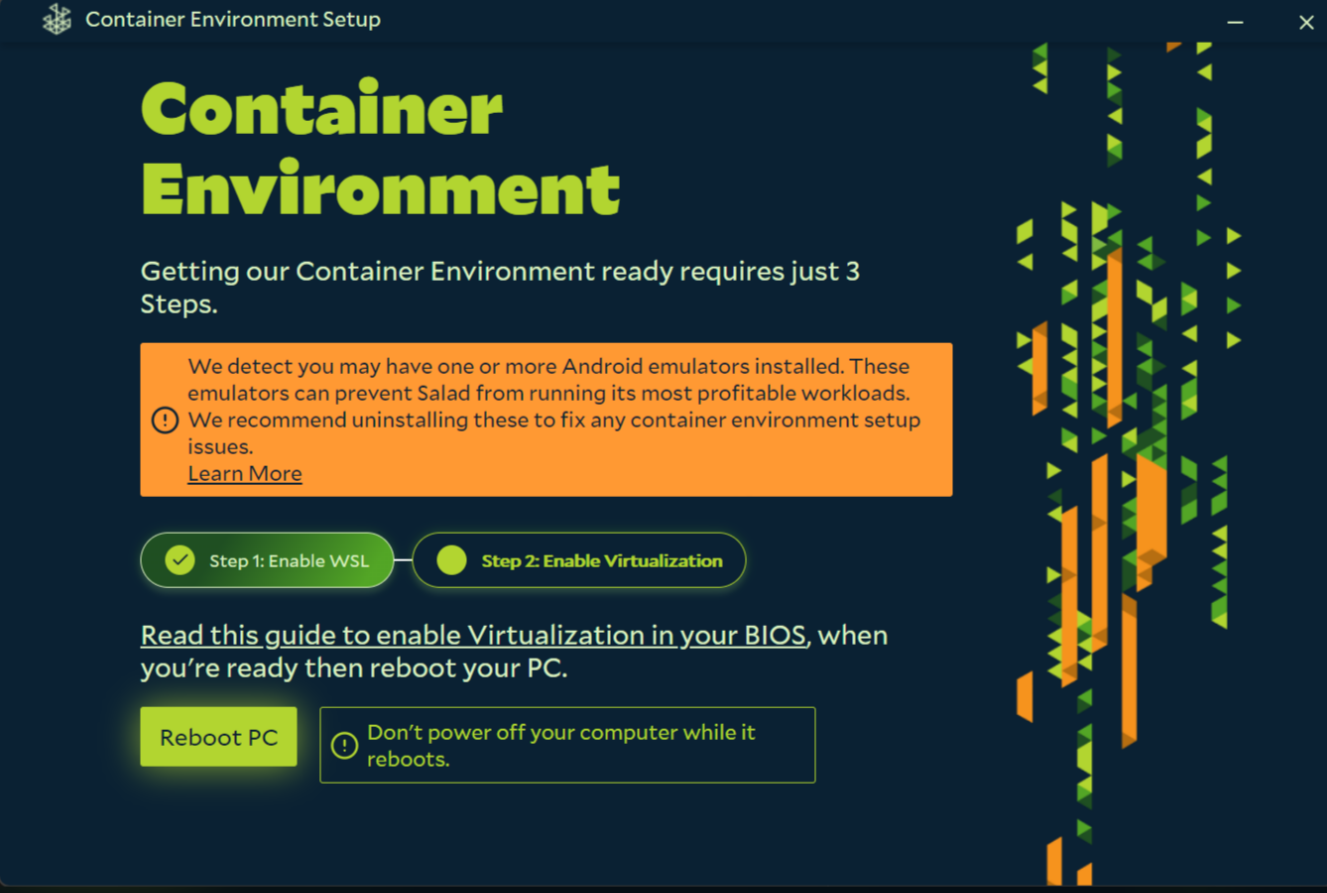 Container Environment Setup
Container
Environment
Getting our Container Environment ready requires just 3
Steps.
We detect you may have one or more Android emulators installed. These
emulators can prevent Salad from running its most profitable workloads.
We recommend uninstalling these to fix any container environment setup
issues.
Learn More
Step 1: Enable WSL
Step 2: Enable Virtualization
Read this guide to enable Virtualization in your BIOS, when
you're ready then reboot your PC.
Reboot PC
Don't power off your computer while it
reboots.